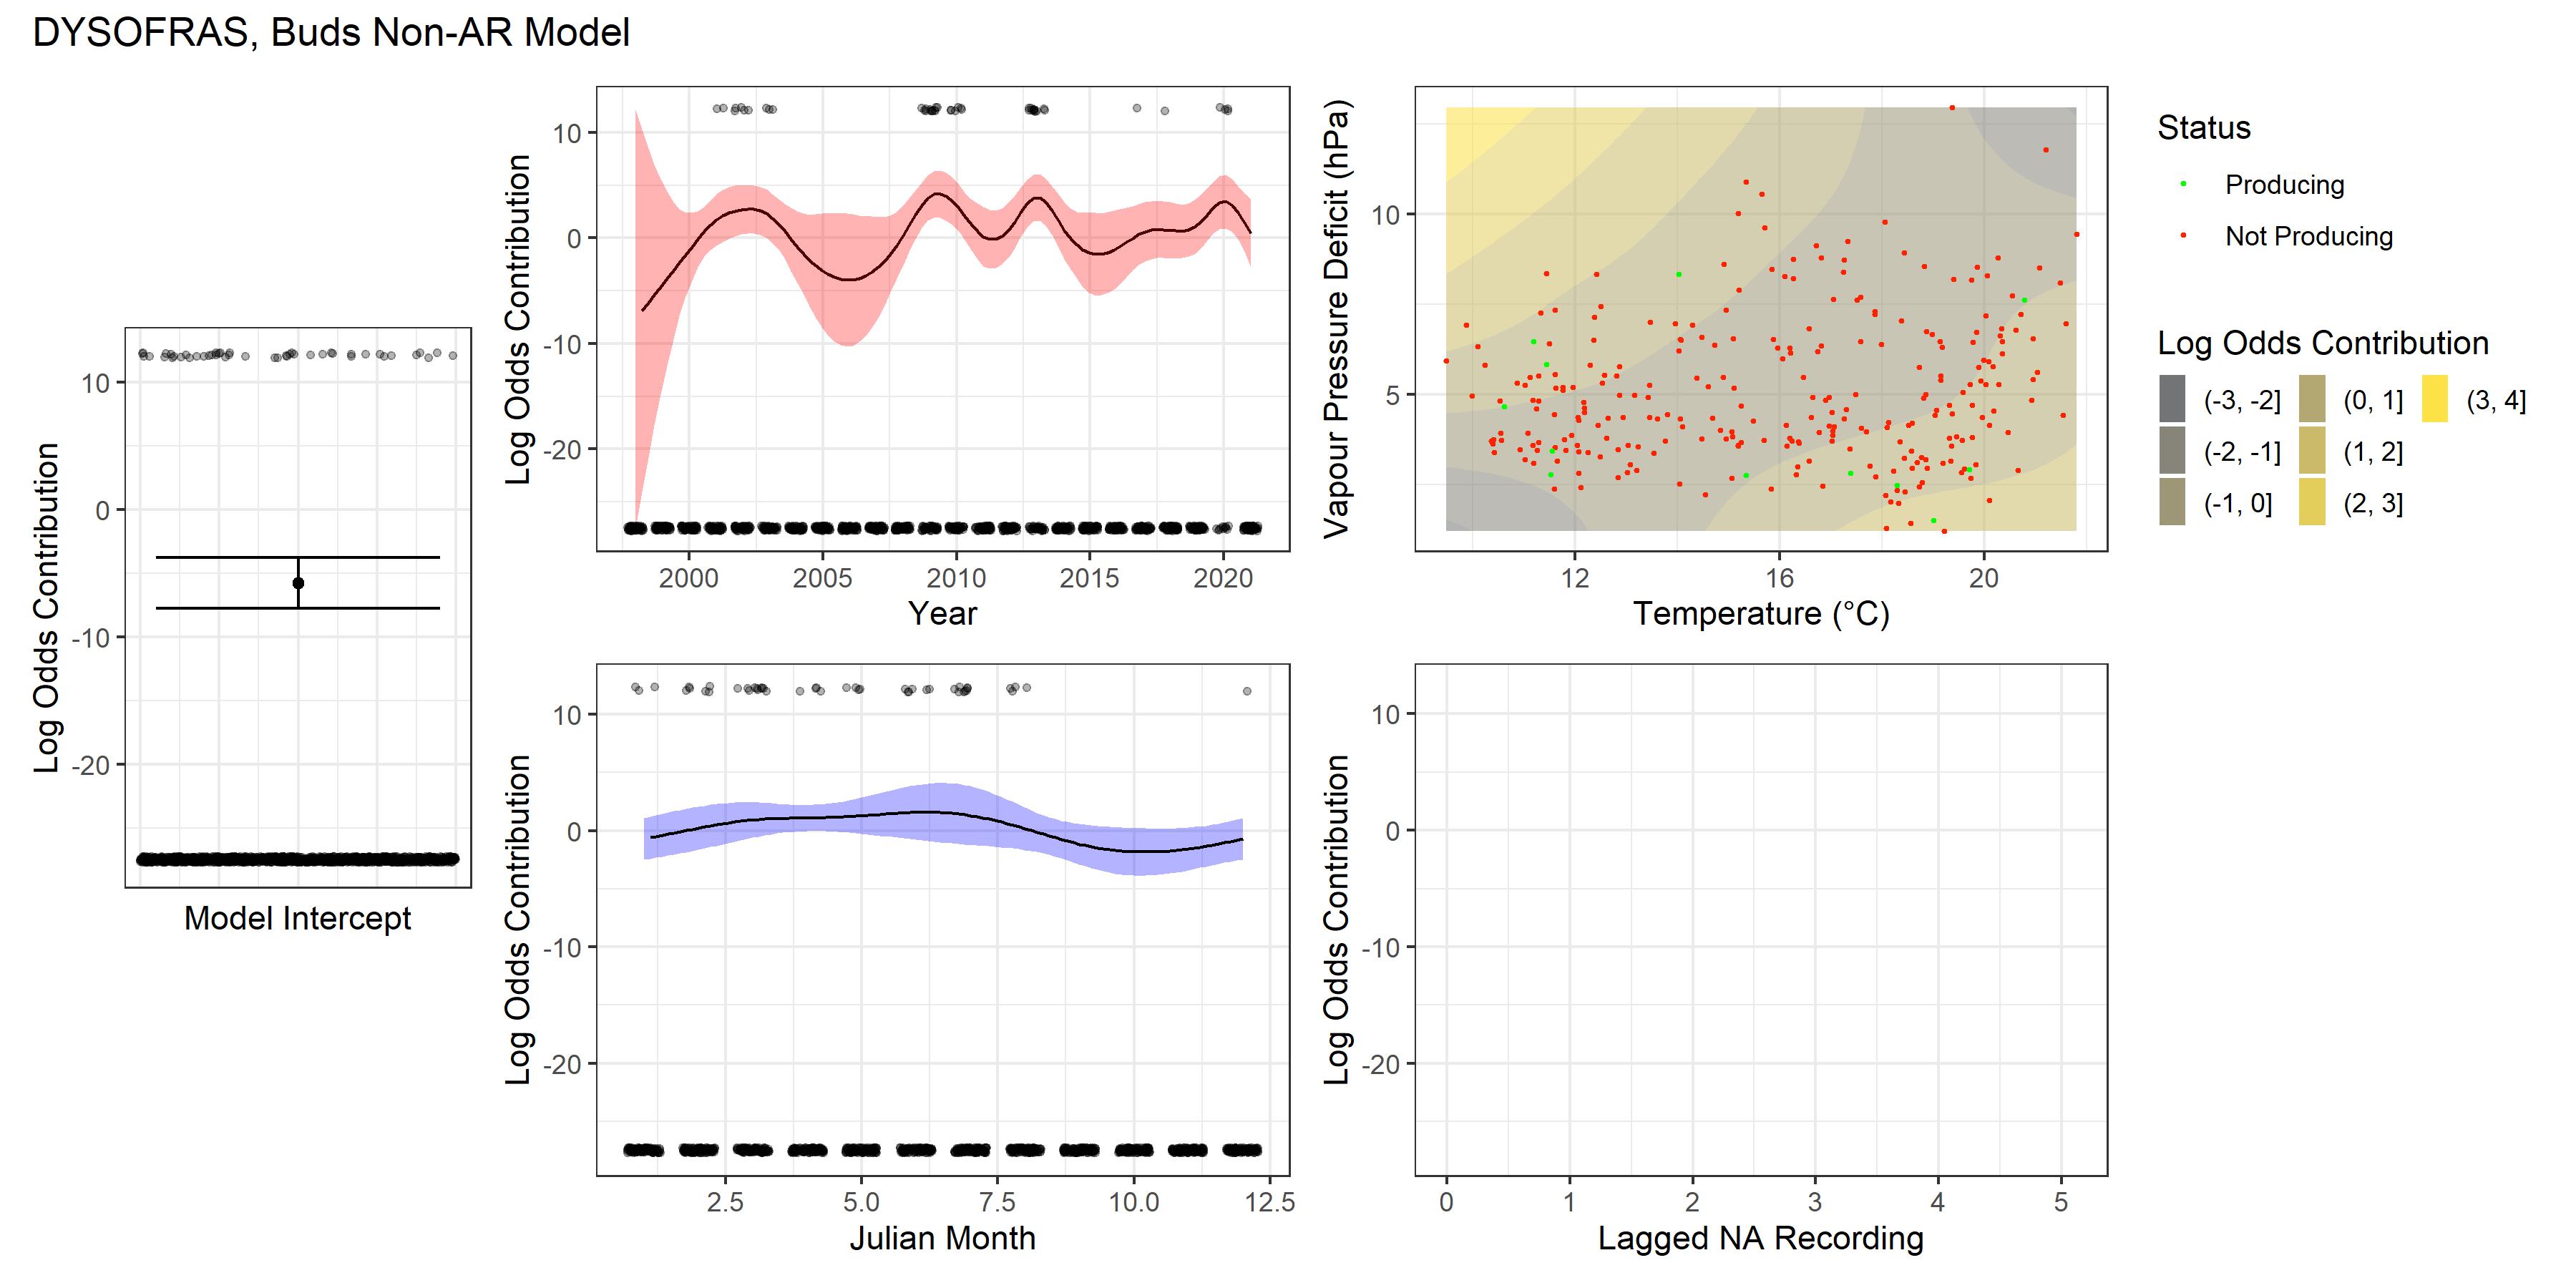 DYSOFRAS, Buds Non-AR Model
Log Odds Contribution
10
0
-10
-20
Model Intercept
Log Odds Contribution
10
0
-10
-20
2000 2005 2010 2015 2020
Year
Vapour Pressure Deficit (hPa)
10
5
12 16 20
Temperature (°C)
Status
Producing
Not Producing
Log Odds Contribution
(-3, -2] (0, 1] (3, 4]
(-2, -1] (1, 2]
(-1, 0] (2, 3]
Log Odds Contribution
10
0
-10
-20
2.5 5.0 7.5 10.0 12.5
Julian Month
Log Odds Contribution
10
0
-10
-20
0 1 2 3 4 5
Lagged NA Recording